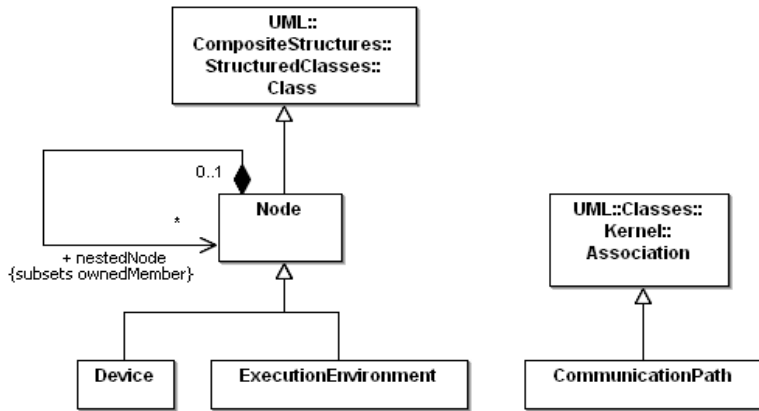 UML::
CompositeStructures::
StructuredClasses::
Class
0..1
Node
*
+ nestedNode
{subsets ownedMember}
UML::Classes::
Kernel::
Association
Device
ExecutionEnvironment
CommunicationPath